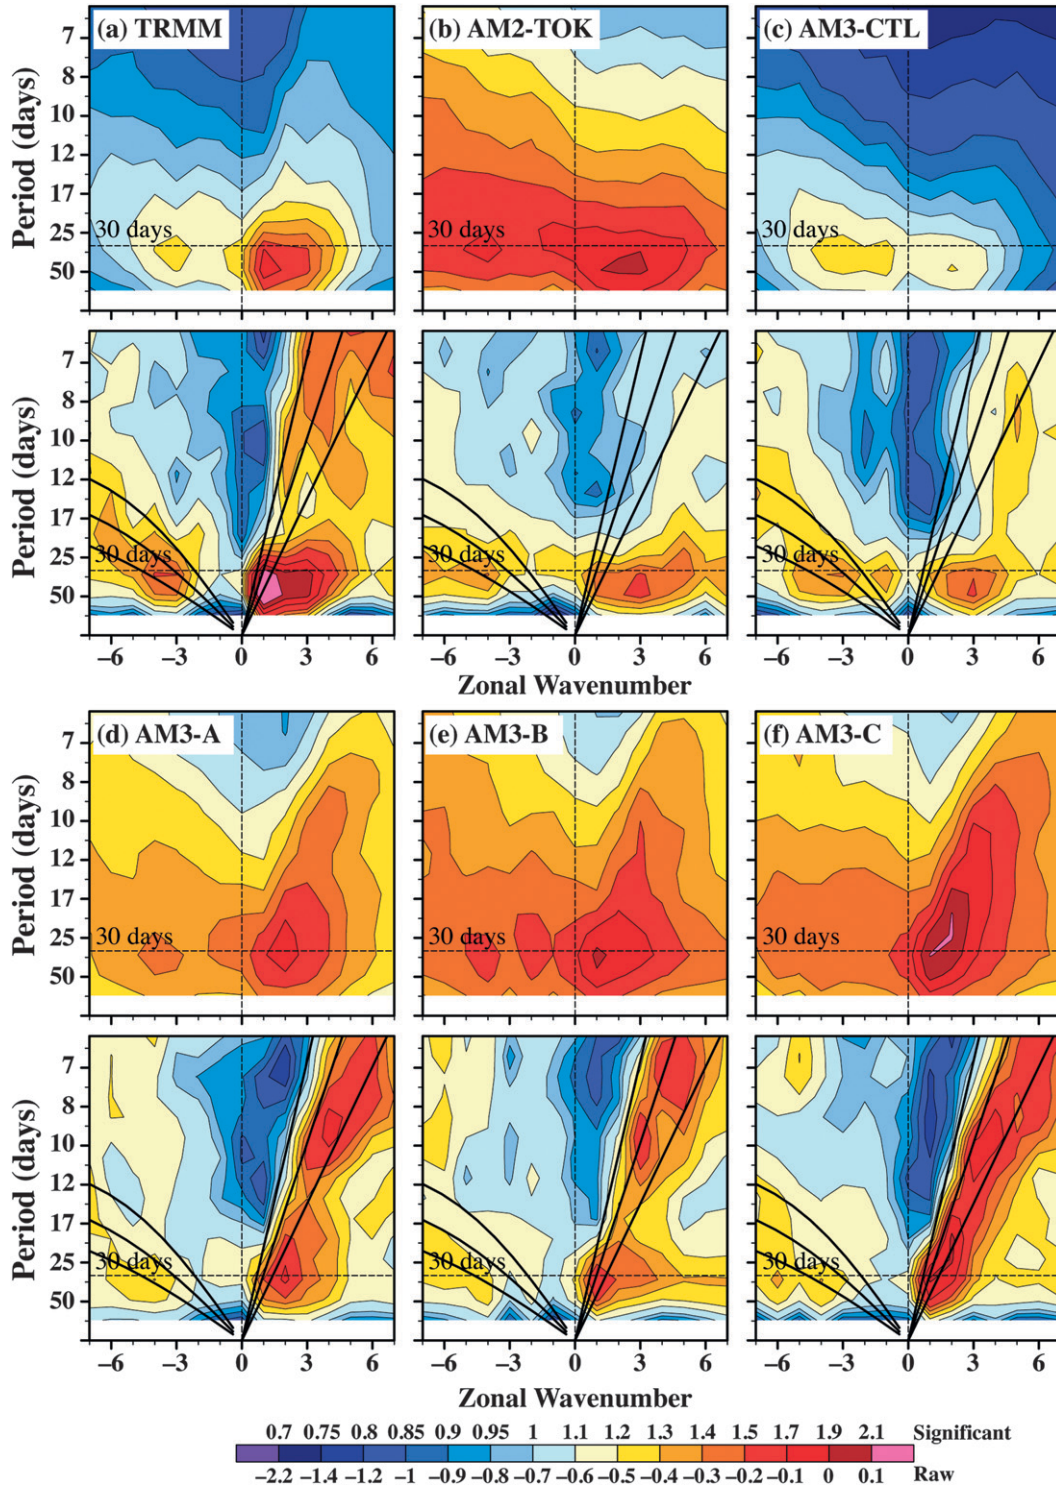 (a) TRMM (b) AM2-TOK (c) AM3-CTL
Period (days)
7
8
10
12
17
25
50
30 days 30 days 30 days
Period (days)
7
8
10
12
17
25
50
30 days 30 days 30 days
−6 −3 0 3 6 −6 −3 0 3 6 −6 −3 0 3 6
Zonal Wavenumber
(d) AM3-A (e) AM3-B (f) AM3-C
Period (days)
7
8
10
12
17
25
50
30 days 30 days 30 days
Period (days)
7
8
10
12
17
25
50
30 days 30 days 30 days
−6 −3 0 3 6 −6 −3 0 3 6 −6 −3 0 3 6
Zonal Wavenumber
0.7 0.75 0.8 0.85 0.9 0.95 1 1.1 1.2 1.3 1.4 1.5 1.7 1.9 2.1 Significant
−2.2 −1.4 −1.2 −1 −0.9 −0.8 −0.7 −0.6 −0.5 −0.4 −0.3 −0.2 −0.1 0 0.1 Raw